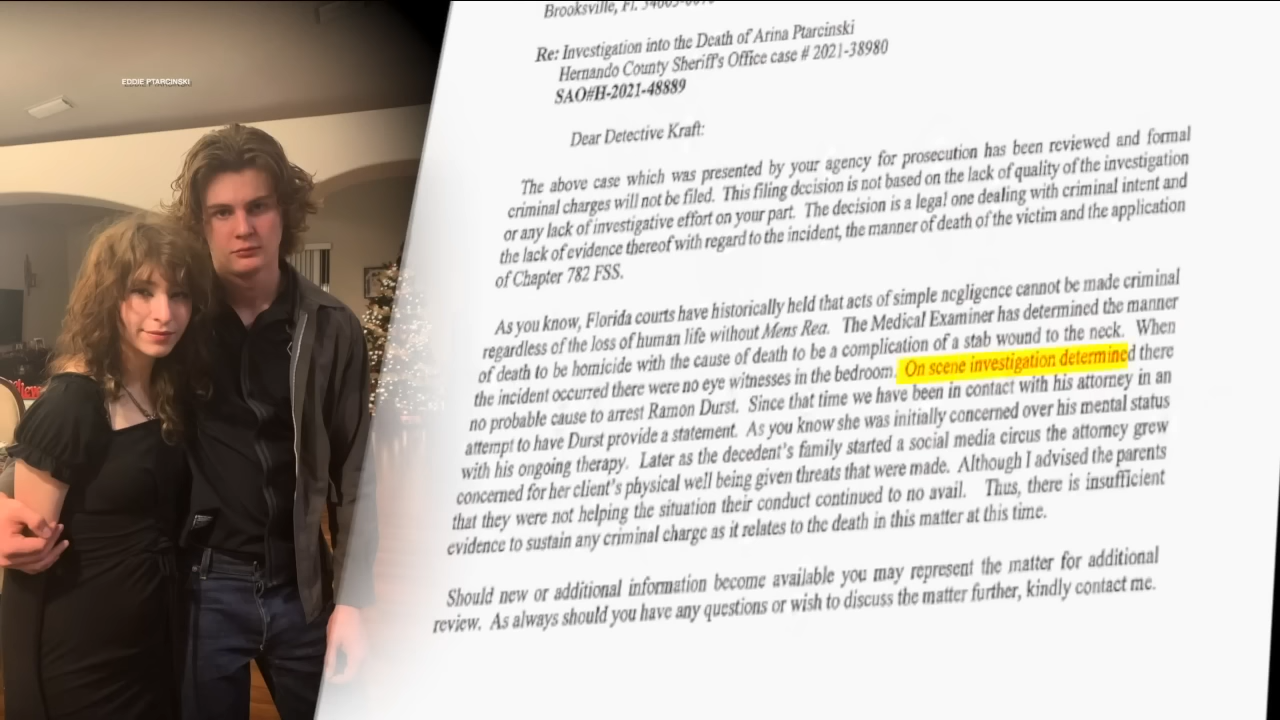 EDDIE PTARCINSKI
Brooksville, Fl.
Re: Investigation into the Death of Arina Ptarcinski
Hernando County Sheriff's Office case # 2021-38980
SAO#H-2021-48889
Dear Detective Kraft:
The above case which was presented by your agency for prosecution has been reviewed and formal
criminal charges will not be filed. This filing decision is not based on the lack of quality of the investigation
or any lack of investigative effort on your part. The decision is a legal one dealing with criminal intent and
the lack of evidence thereof with regard to the incident, the manner of death of the victim and the application
of Chapter 782 FSS.
As you know, Florida courts have historically held that acts of simple negligence cannot be made criminal
regardless of the loss of human life without Mens Rea. The Medical Examiner has determined the manner
of death to be homicide with the cause of death to be a complication of a stab wound to the neck. When
the incident occurred there were no eye witnesses in the bedroom. On scene investigation determined there
no probable cause to arrest Ramon Durst. Since that time we have been in contact with his attorney in an
attempt to have Durst provide a statement. As you know she was initially concerned over his mental status
with his ongoing therapy. Later as the decedent's family started a social media circus the attorney grew
concerned for her client's physical well being given threats that were made. Although I advised the parents
that they were not helping the situation their conduct continued to no avail. Thus, there is insufficient
evidence to sustain any criminal charge as it relates to the death in this matter at this time.
Should new or additional information become available you may represent the matter for additional
review. As always should you have any questions or wish to discuss the matter further, kindly contact me.